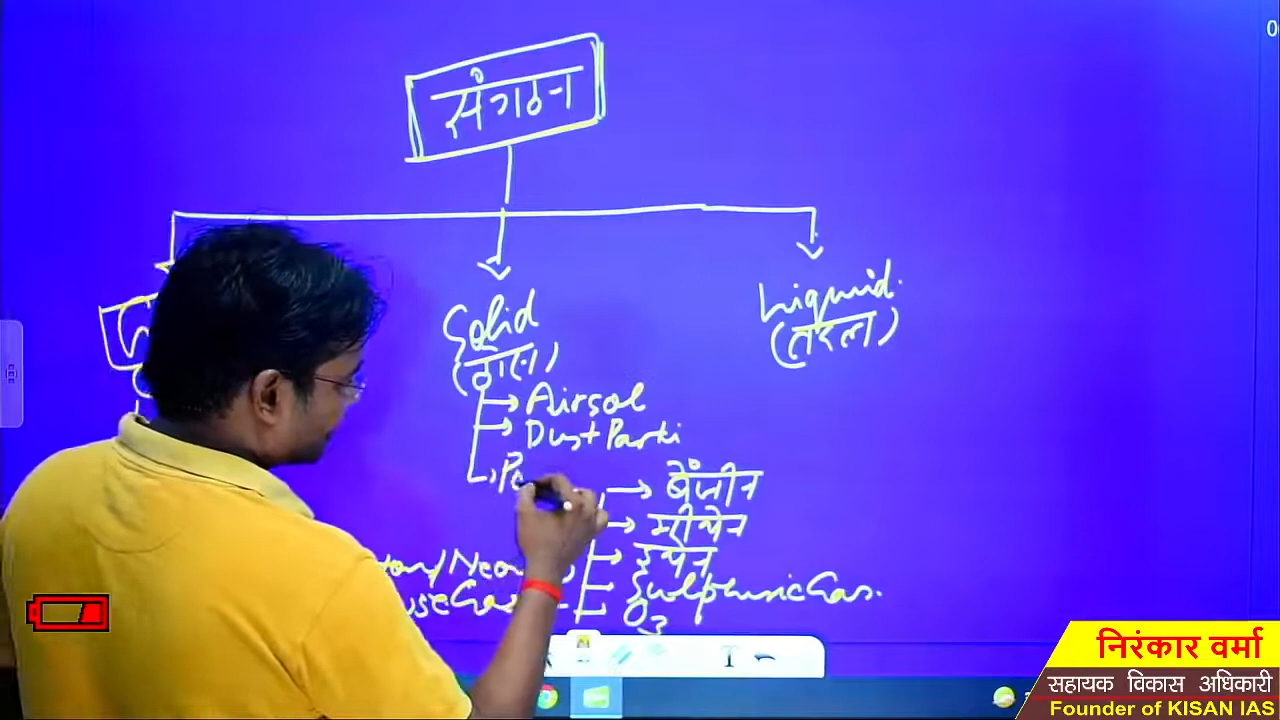 संगठन
Solid
(ठोस)
Liquid.
(तरल)
Airsol
Dust Parti
Pe
बेंजीन
मीथेन
इथेन
Sulphuric Gas.
O3
T
निरंकार वर्मा
सहायक विकास अधिकारी
Founder of KISAN IAS